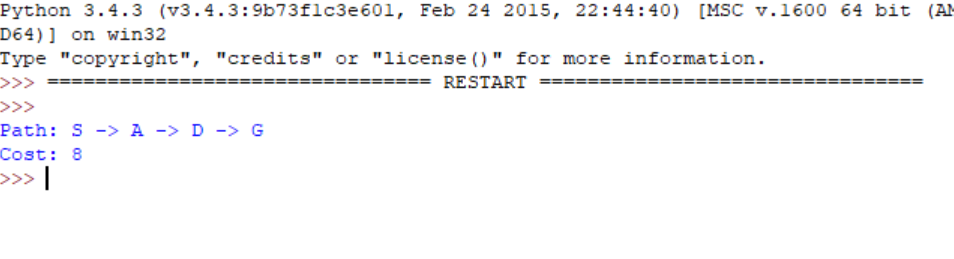 Python 3.4.3 (v3.4.3:9b73f1c3e601, Feb 24 2015, 22:44:40) [MSC v.1600 64 bit (AM
D64)] on win32
Type "copyright", "credits" or "license()" for more information.
>>> ================================ RESTART ================================
>>>
Path: S -> A -> D -> G
Cost: 8
>>>